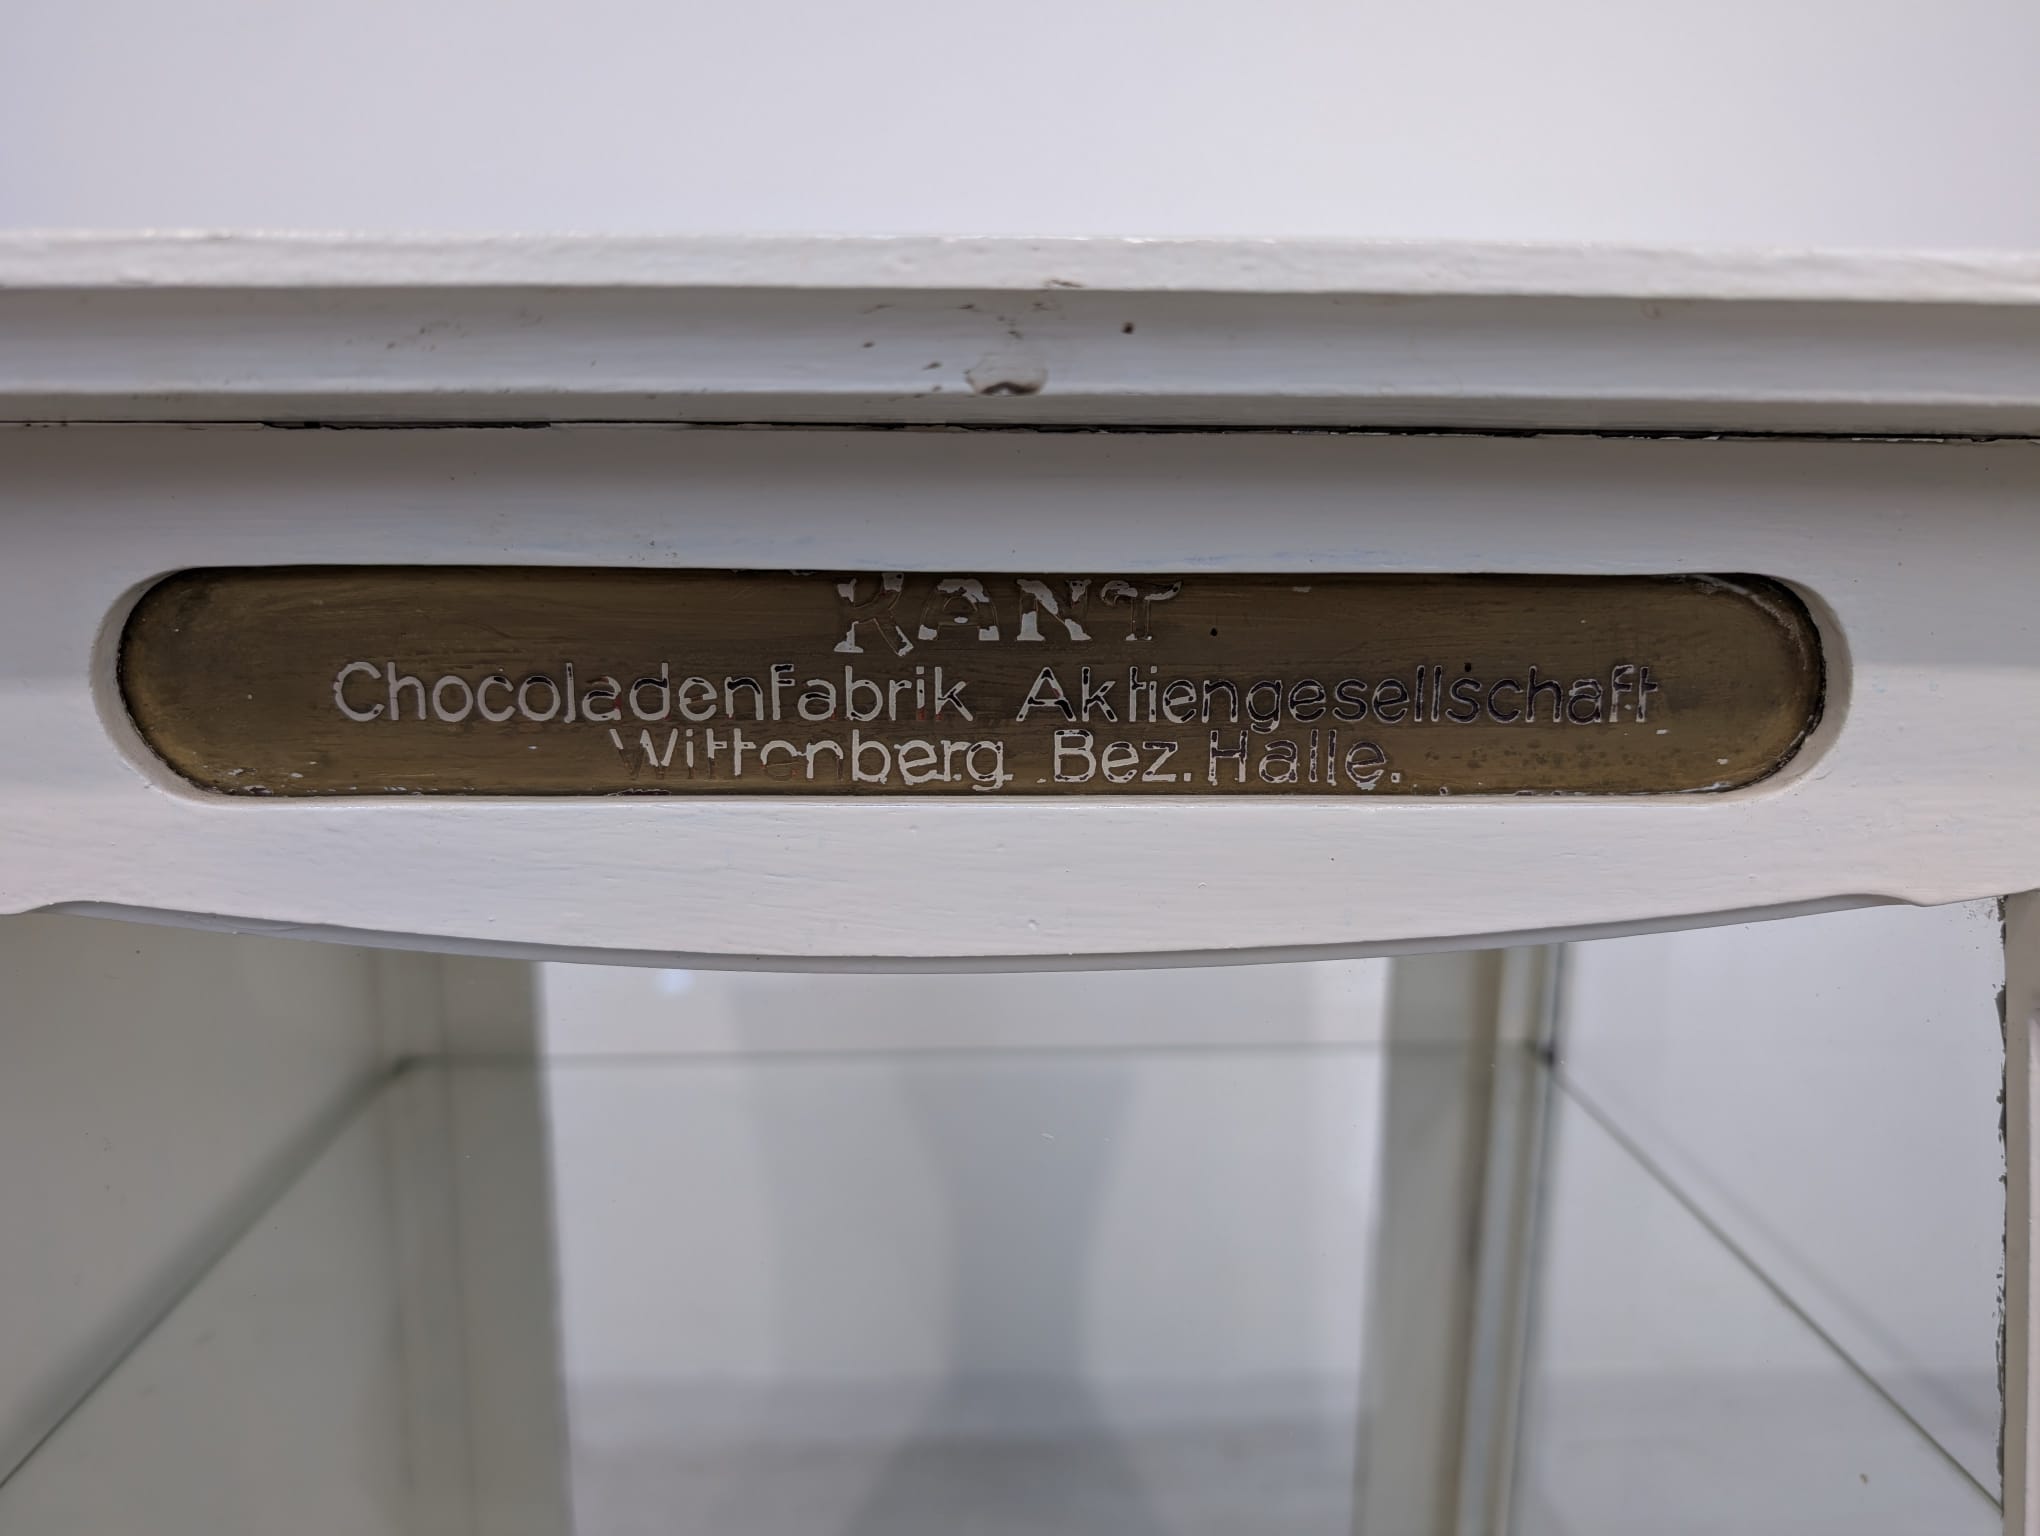 KANT
Chocoladenfabrik Aktiengesellschaft
Wittenberg Bez. Halle.